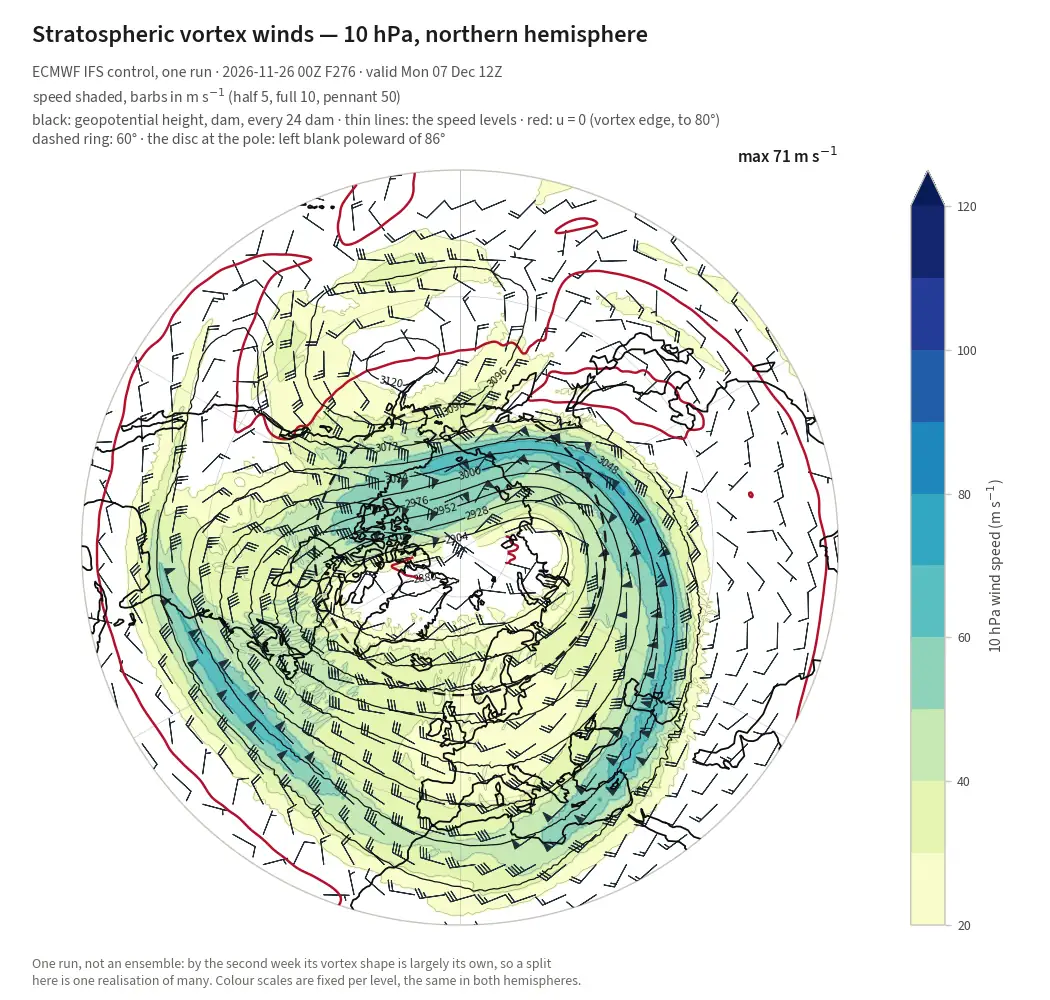 Stratospheric vortex winds — 10 hPa, northern hemisphere
ECMWF IFS control, one run · 2026-11-26 00Z F276 · valid Mon 07 Dec 12Z
speed shaded, barbs in m s⁻¹ (half 5, full 10, pennant 50)
black: geopotential height, dam, every 24 dam · thin lines: the speed levels · red: u = 0 (vortex edge, to 80°)
dashed ring: 60° · the disc at the pole: left blank poleward of 86°
max 71 m s⁻¹
120
100
80
60
40
20
10 hPa wind speed (m s⁻¹)
3120
3096
3048
3000
2976
2952
2928
2904
One run, not an ensemble: by the second week its vortex shape is largely its own, so a split
here is one realisation of many. Colour scales are fixed per level, the same in both hemispheres.